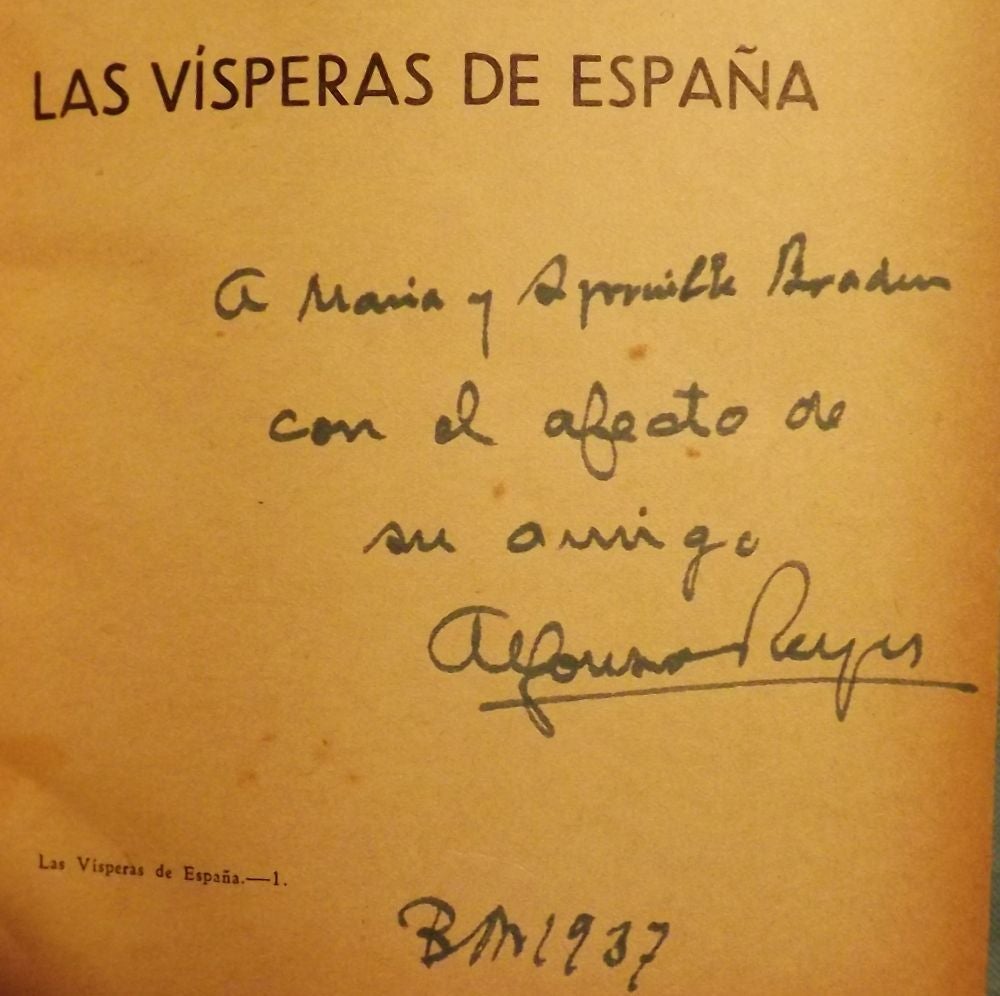 LAS VÍSPERAS DE ESPAÑA
A Maria y Spruille Braden
con el afecto de
su amigo
Alfonso Reyes
Las Vísperas de España.—1.
1937